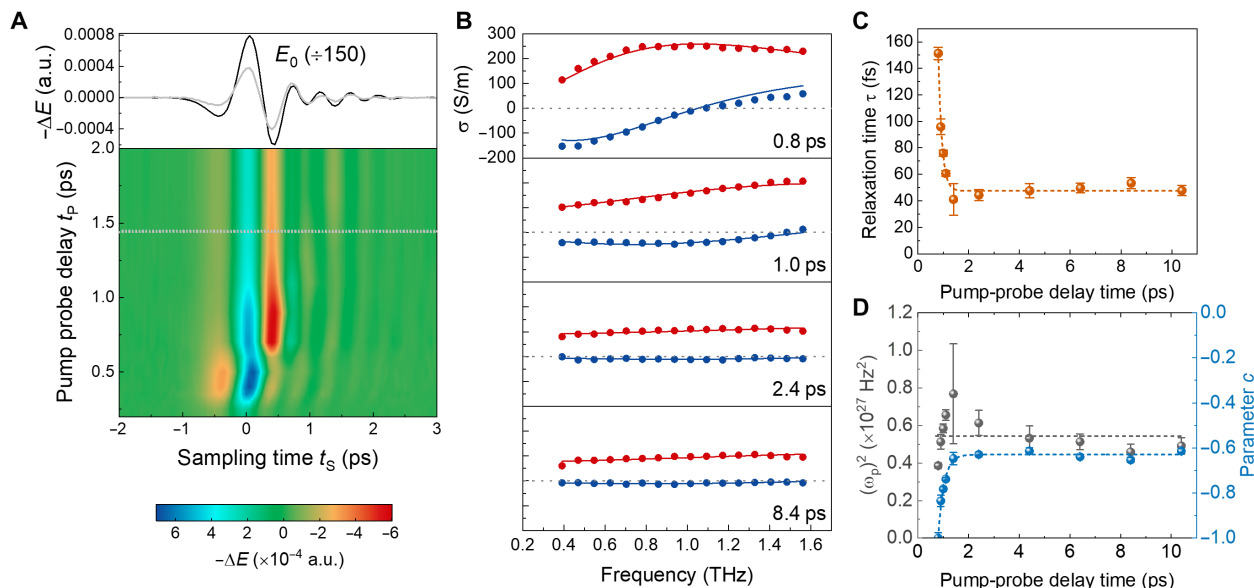 A
0.0008
0.0004
0.0000
−0.0004
−ΔE (a.u.)
E0 (÷150)
2.0
1.5
1.0
0.5
Pump probe delay tP (ps)
−2 −1 0 1 2 3
Sampling time tS (ps)
6 4 2 0 −2 −4 −6
−ΔE (×10−4 a.u.)
B
300
200
100
0
−100
−200
σ (S/m)
0.8 ps
1.0 ps
2.4 ps
8.4 ps
0.2 0.4 0.6 0.8 1.0 1.2 1.4 1.6
Frequency (THz)
C
160
140
120
100
80
60
40
20
0
Relaxation time τ (fs)
0 2 4 6 8 10
Pump-probe delay time (ps)
D
1.2
1.0
0.8
0.6
0.4
0.2
0.0
(ωp)2 (×1027 Hz2)
0.0
−0.2
−0.4
−0.6
−0.8
−1.0
Parameter c
0 2 4 6 8 10
Pump-probe delay time (ps)